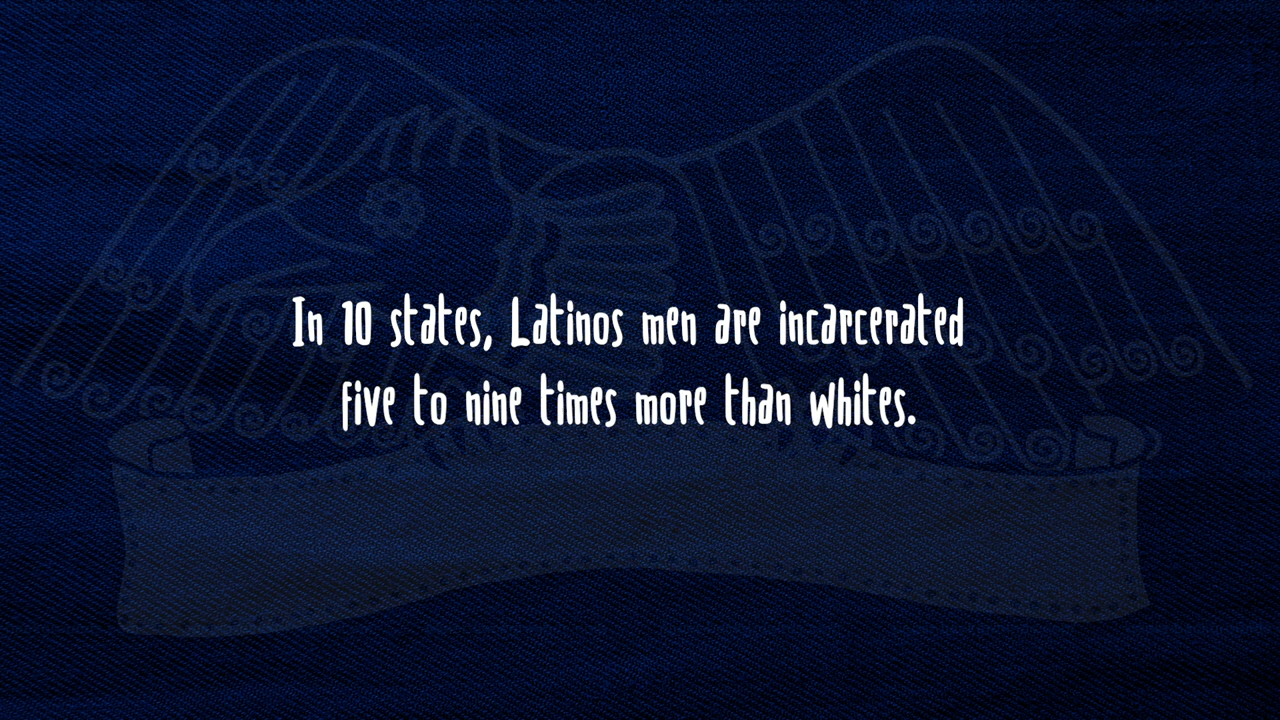 In 10 states, Latinos men are incarcerated
five to nine times more than whites.